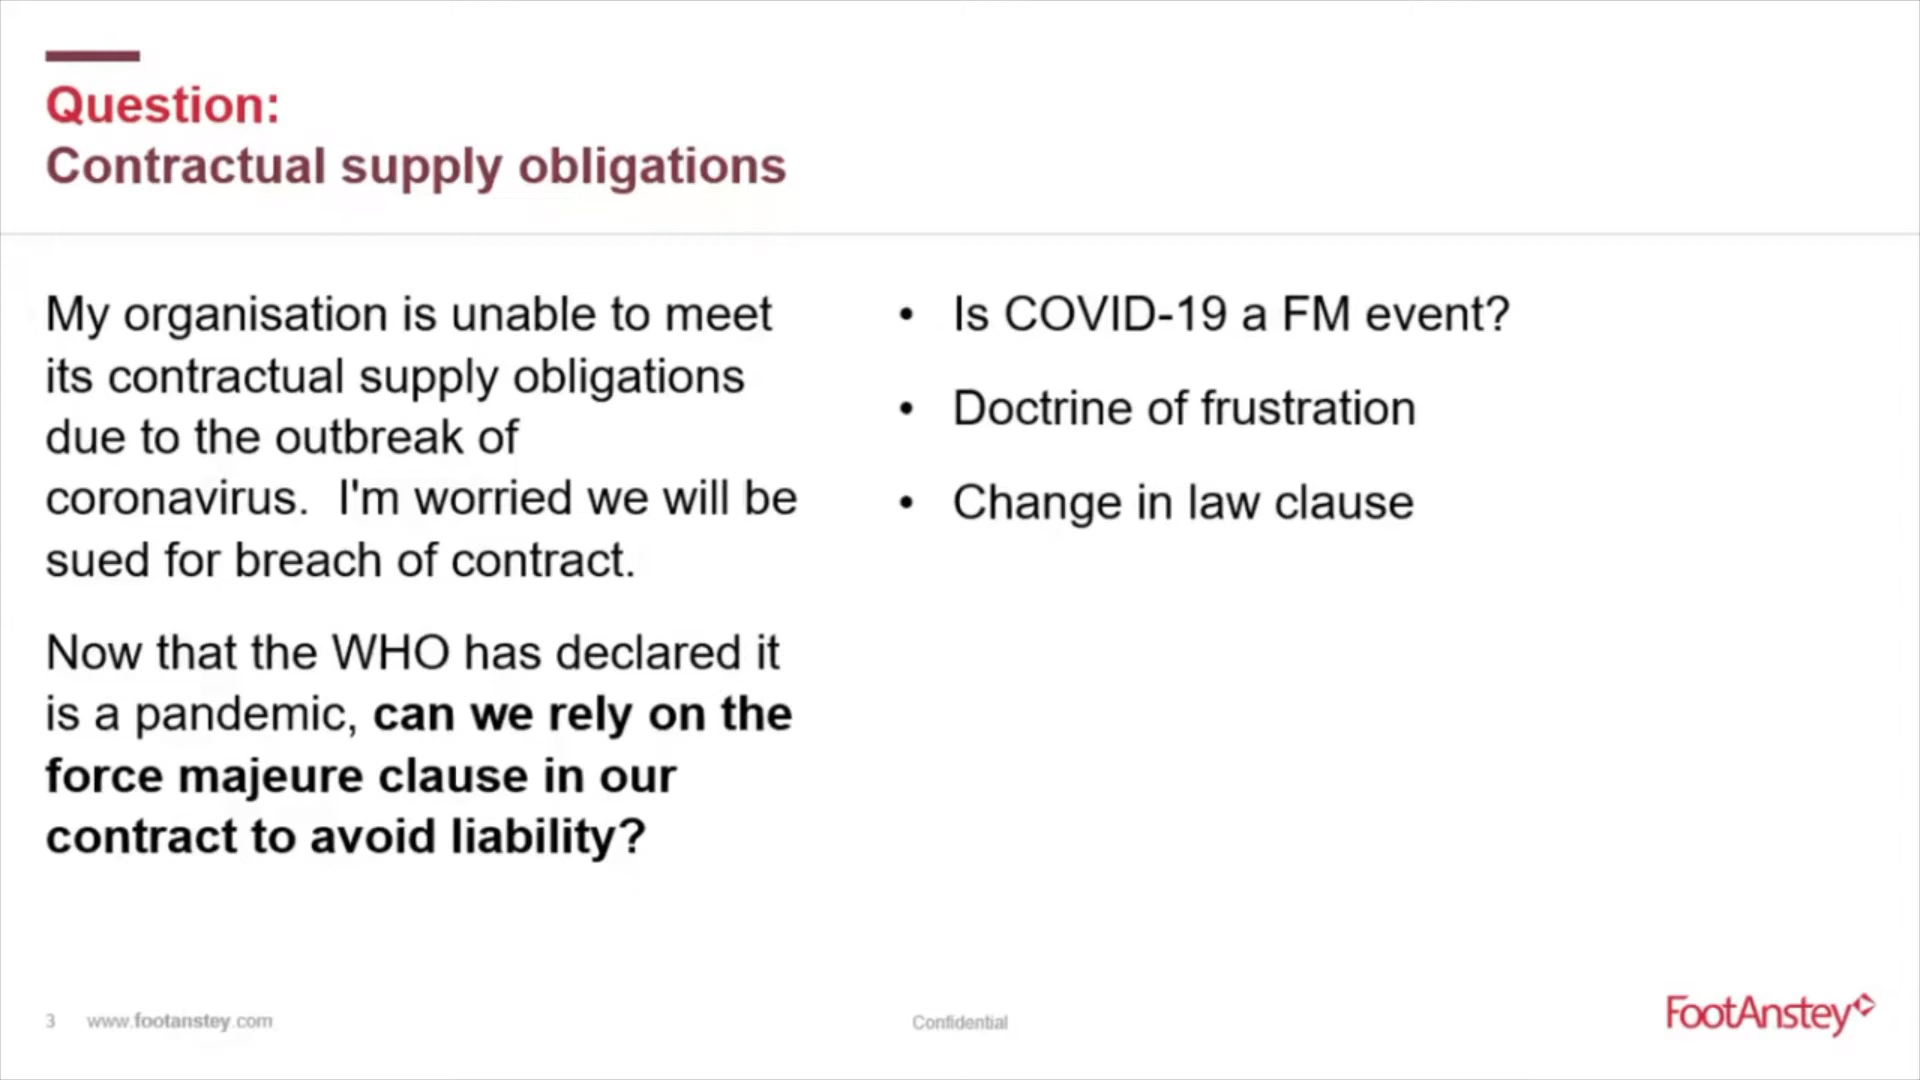 Question:
Contractual supply obligations
My organisation is unable to meet
its contractual supply obligations
due to the outbreak of
coronavirus.  I'm worried we will be
sued for breach of contract.
Now that the WHO has declared it
is a pandemic, can we rely on the
force majeure clause in our
contract to avoid liability?
• Is COVID-19 a FM event?
• Doctrine of frustration
• Change in law clause
3 www.footanstey.com
Confidential
FootAnstey